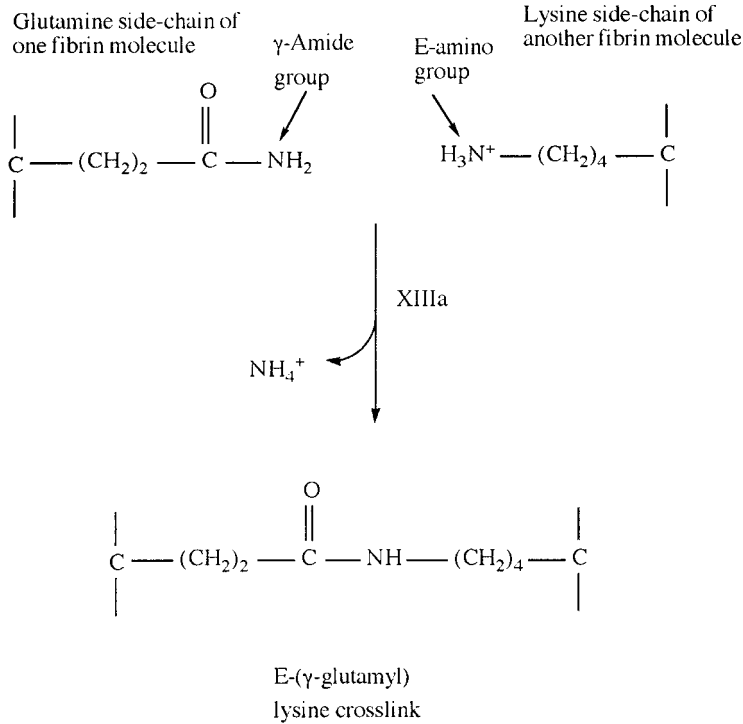 Glutamine side-chain of
one fibrin molecule
γ-Amide
group
E-amino
group
Lysine side-chain of
another fibrin molecule
O
C — (CH₂)₂ — C — NH₂
H₃N⁺ — (CH₂)₄ — C
XIIIa
NH₄⁺
O
C — (CH₂)₂ — C — NH — (CH₂)₄ — C
E-(γ-glutamyl)
lysine crosslink